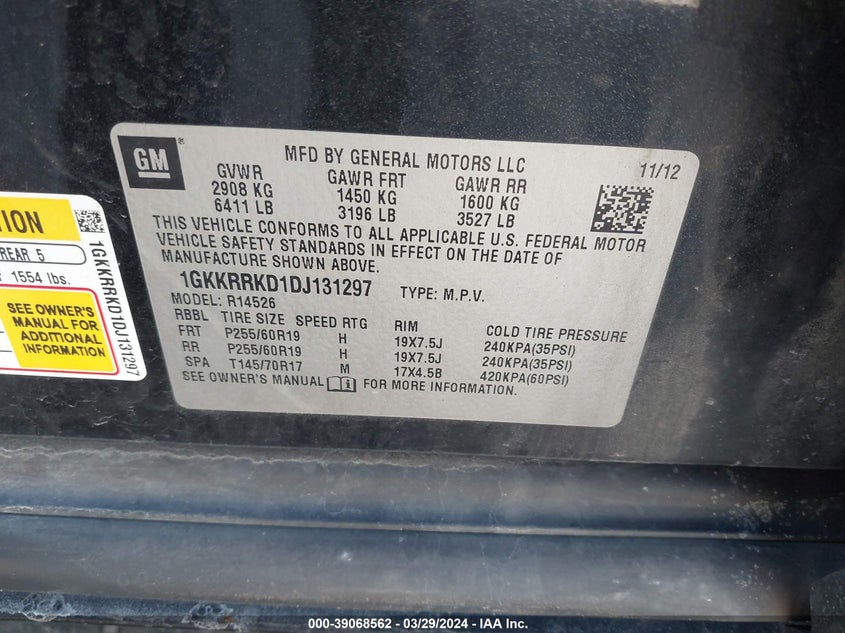 GM®
MFD BY GENERAL MOTORS LLC
11/12
GVWR GAWR FRT GAWR RR
2908 KG 1450 KG 1600 KG
6411 LB 3196 LB 3527 LB
THIS VEHICLE CONFORMS TO ALL APPLICABLE U.S. FEDERAL MOTOR
VEHICLE SAFETY STANDARDS IN EFFECT ON THE DATE OF
MANUFACTURE SHOWN ABOVE.
1GKKRRKD1DJ131297 TYPE: M.P.V.
MODEL: R14526
RBBL TIRE SIZE SPEED RTG RIM COLD TIRE PRESSURE
FRT P255/60R19 H 19X7.5J 240KPA(35PSI)
RR P255/60R19 H 19X7.5J 240KPA(35PSI)
SPA T145/70R17 M 17X4.5B 420KPA(60PSI)
SEE OWNER'S MANUAL FOR MORE INFORMATION.
REAR 5
1554 lbs.
SEE OWNER'S
MANUAL FOR
ADDITIONAL
INFORMATION
1GKKRRKD1DJ131297
000-39068562 - 03/29/2024 - IAA Inc.